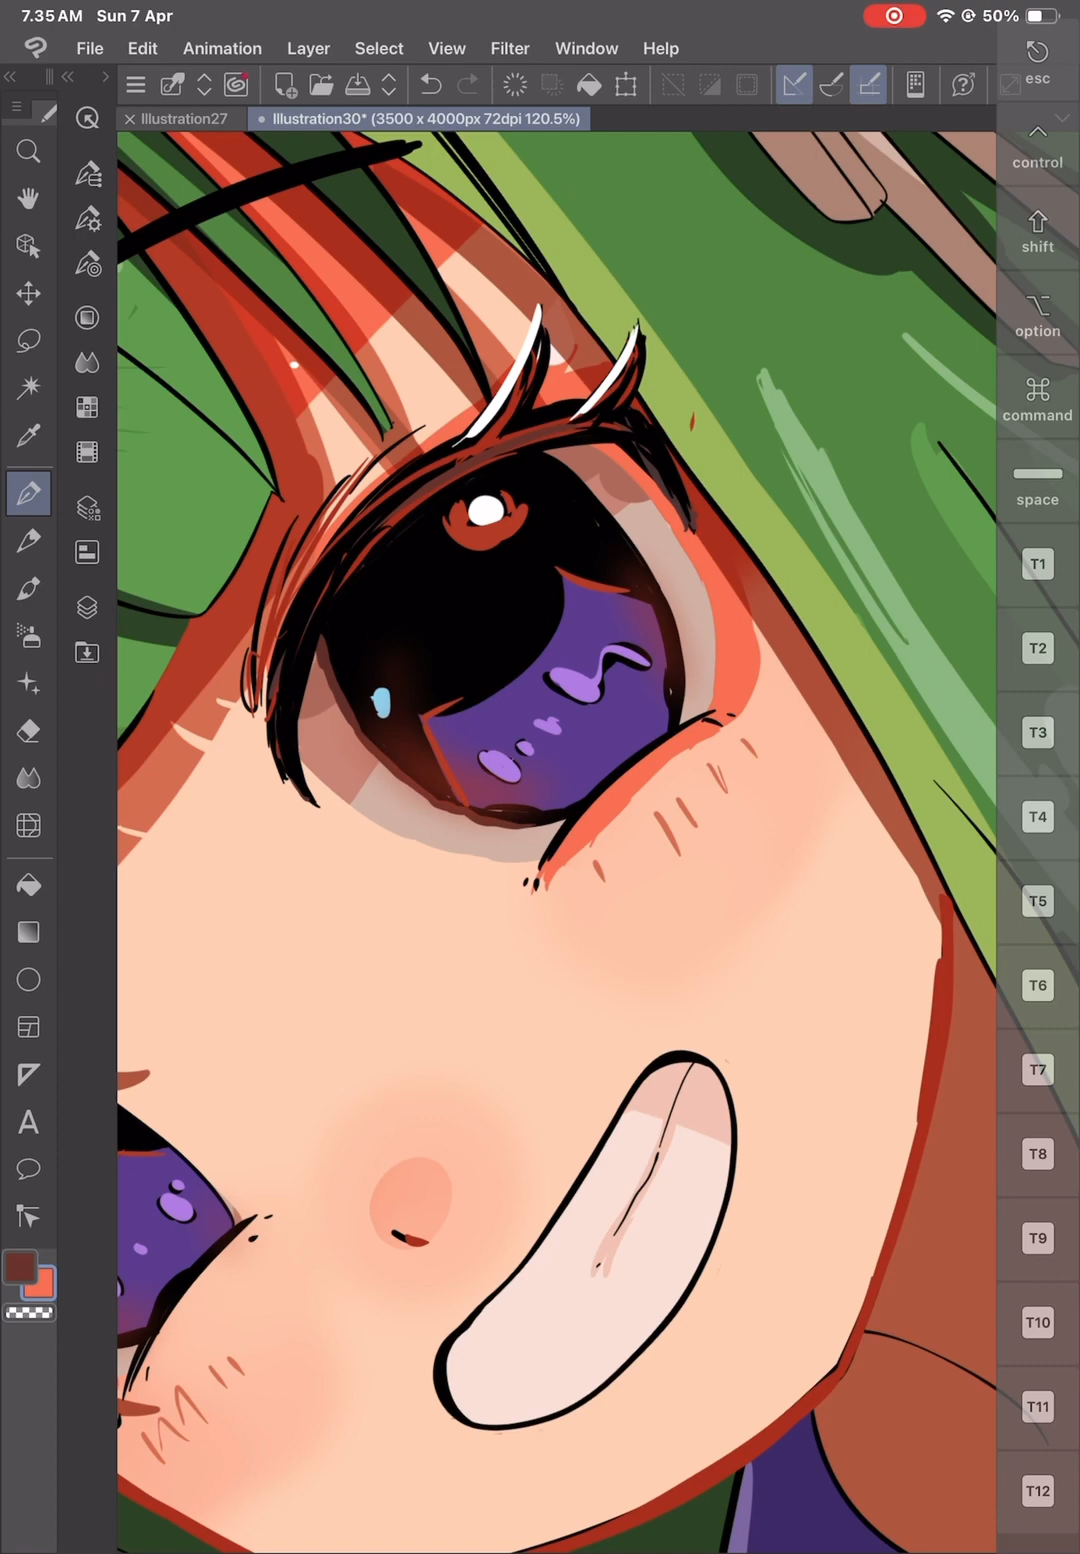 7.35 AM Sun 7 Apr
50%
File Edit Animation Layer Select View Filter Window Help
esc
Illustration27
Illustration30* (3500 x 4000px 72dpi 120.5%)
control
shift
option
command
space
T1
T2
T3
T4
T5
T6
T7
T8
T9
T10
T11
T12
A